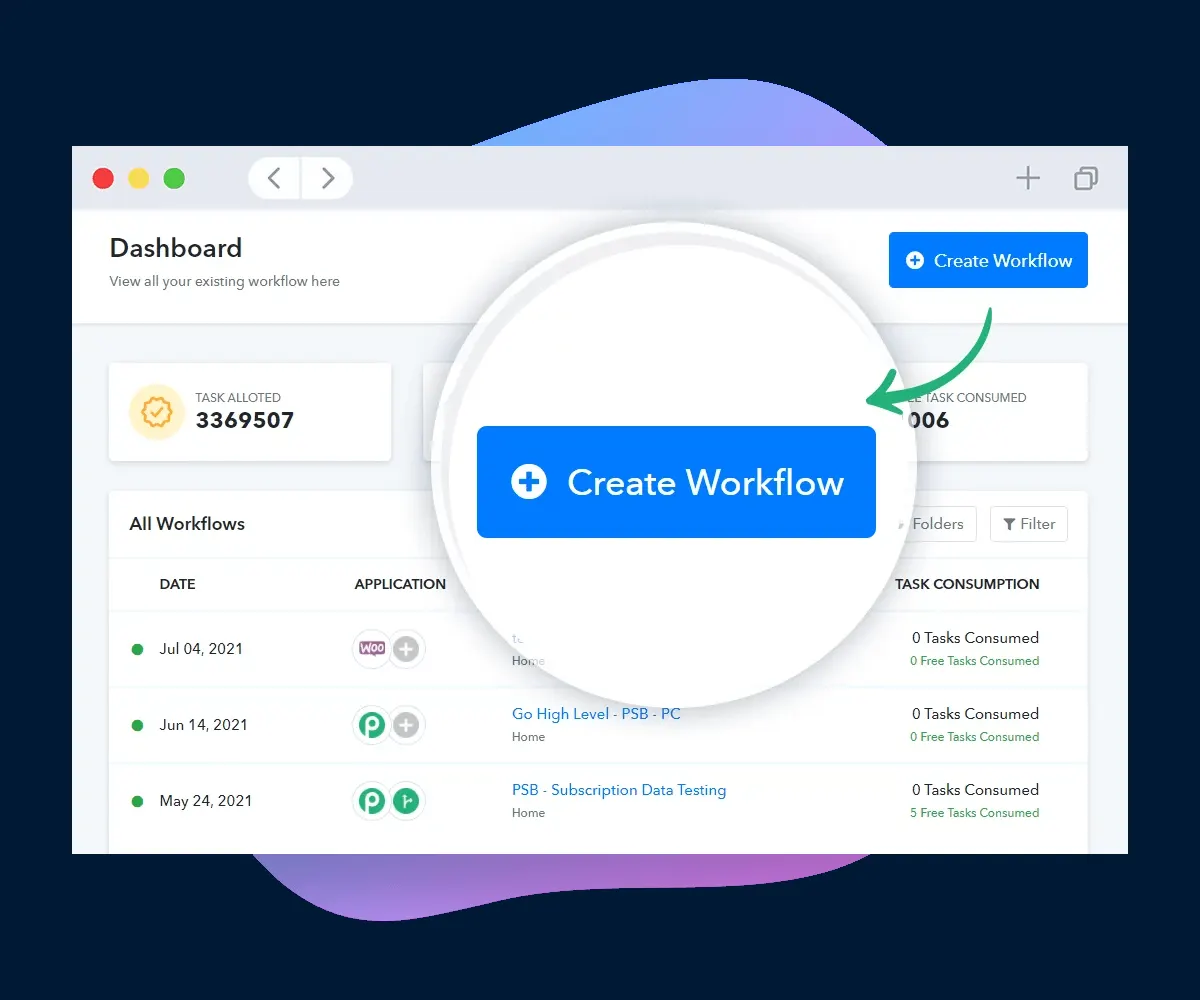 Dashboard
View all your existing workflow here
Create Workflow
TASK ALLOTED
3369507
TASK CONSUMED
006
Create Workflow
All Workflows
Folders
Filter
DATE
APPLICATION
TASK CONSUMPTION
Jul 04, 2021
WOO
Home
0 Tasks Consumed
0 Free Tasks Consumed
Jun 14, 2021
Go High Level - PSB - PC
Home
0 Tasks Consumed
0 Free Tasks Consumed
May 24, 2021
PSB - Subscription Data Testing
Home
0 Tasks Consumed
5 Free Tasks Consumed